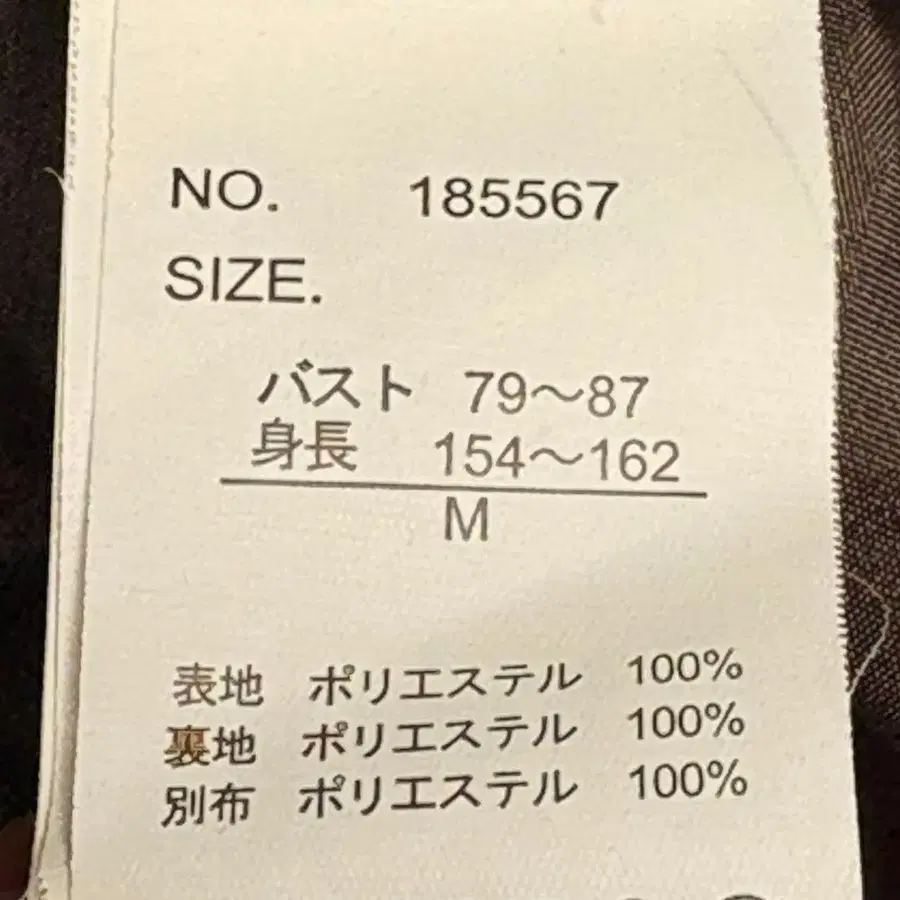 NO. 185567
SIZE.
バスト 79～87
身長 154～162
M
表地 ポリエステル 100%
裏地 ポリエステル 100%
別布 ポリエステル 100%